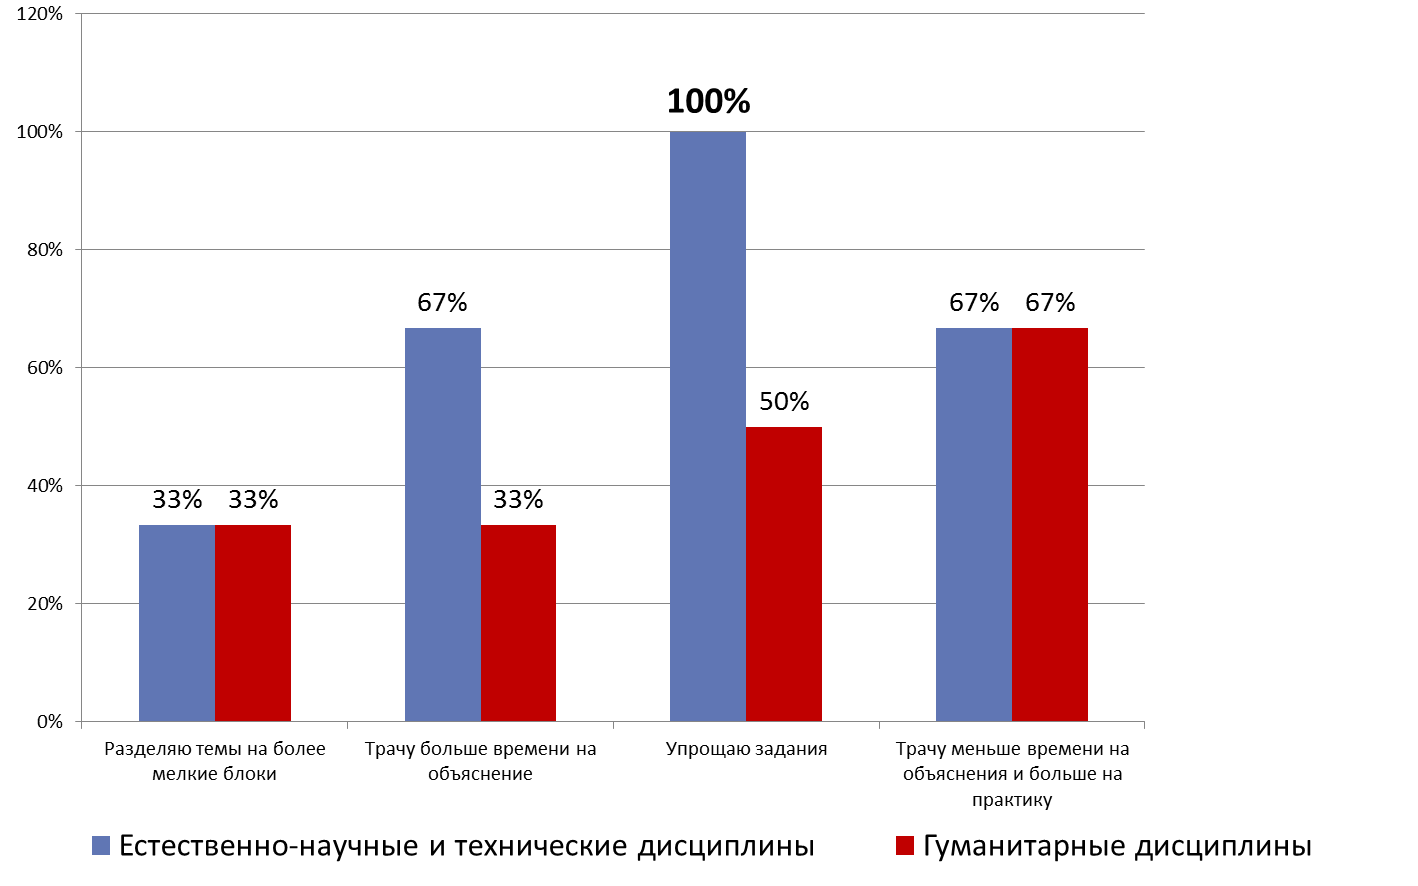 120%
100%
100%
80%
67%
67%
67%
60%
50%
40%
33%
33%
33%
20%
0%
Разделяю темы на более
мелкие блоки
Трачу больше времени на
объяснение
Упрощаю задания
Трачу меньше времени на
объяснения и больше на
практику
Естественно-научные и технические дисциплины
Гуманитарные дисциплины